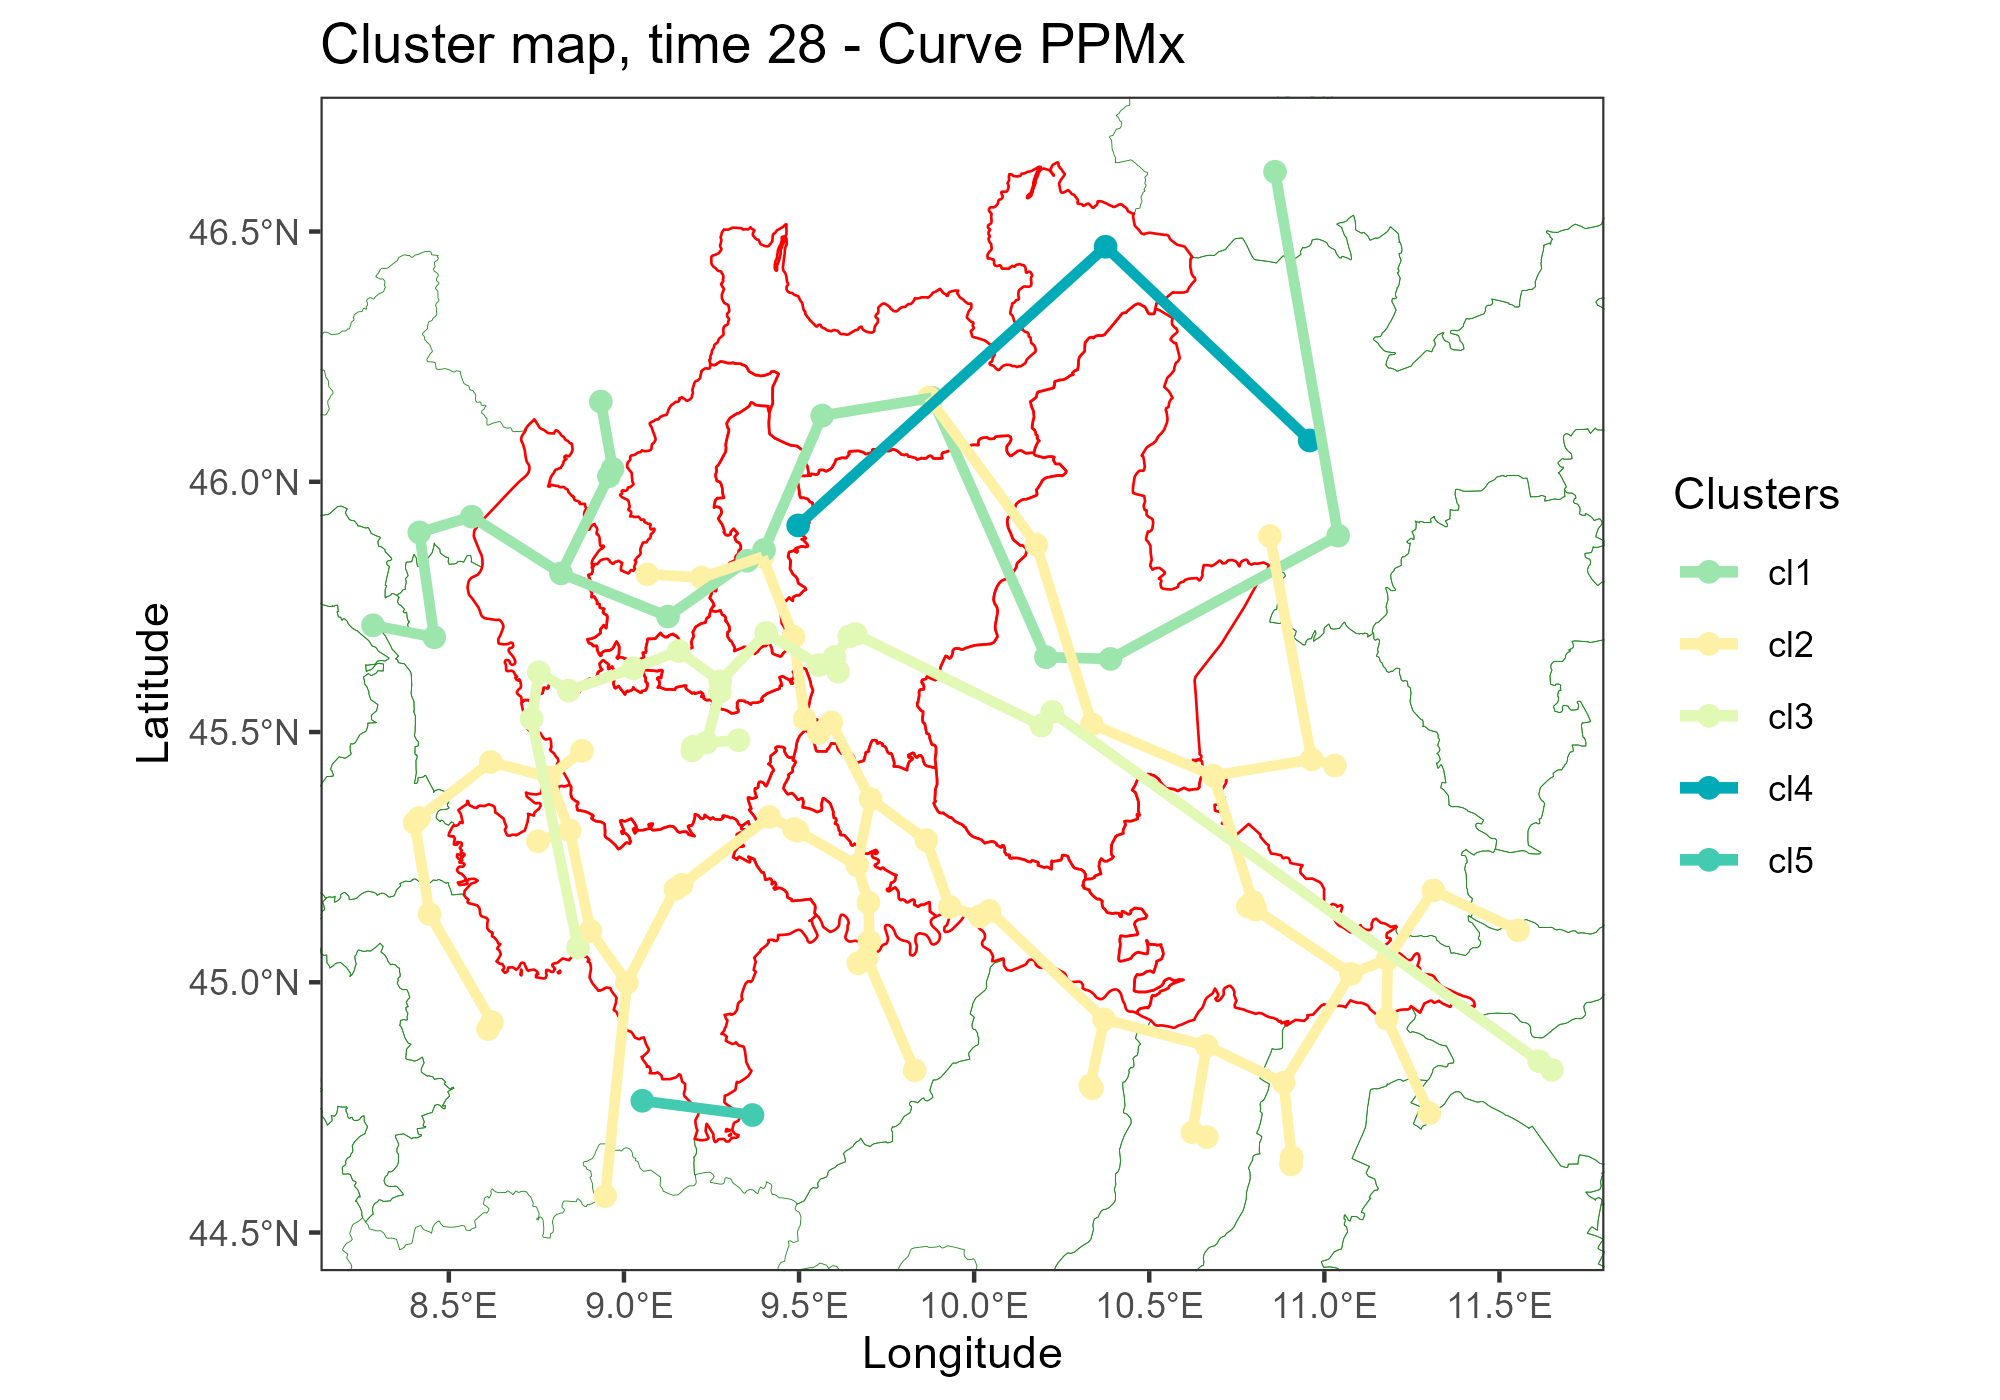 Cluster map, time 28 - Curve PPMx
46.5°N
46.0°N
45.5°N
45.0°N
44.5°N
Latitude
8.5°E
9.0°E
9.5°E
10.0°E
10.5°E
11.0°E
11.5°E
Longitude
Clusters
cl1
cl2
cl3
cl4
cl5